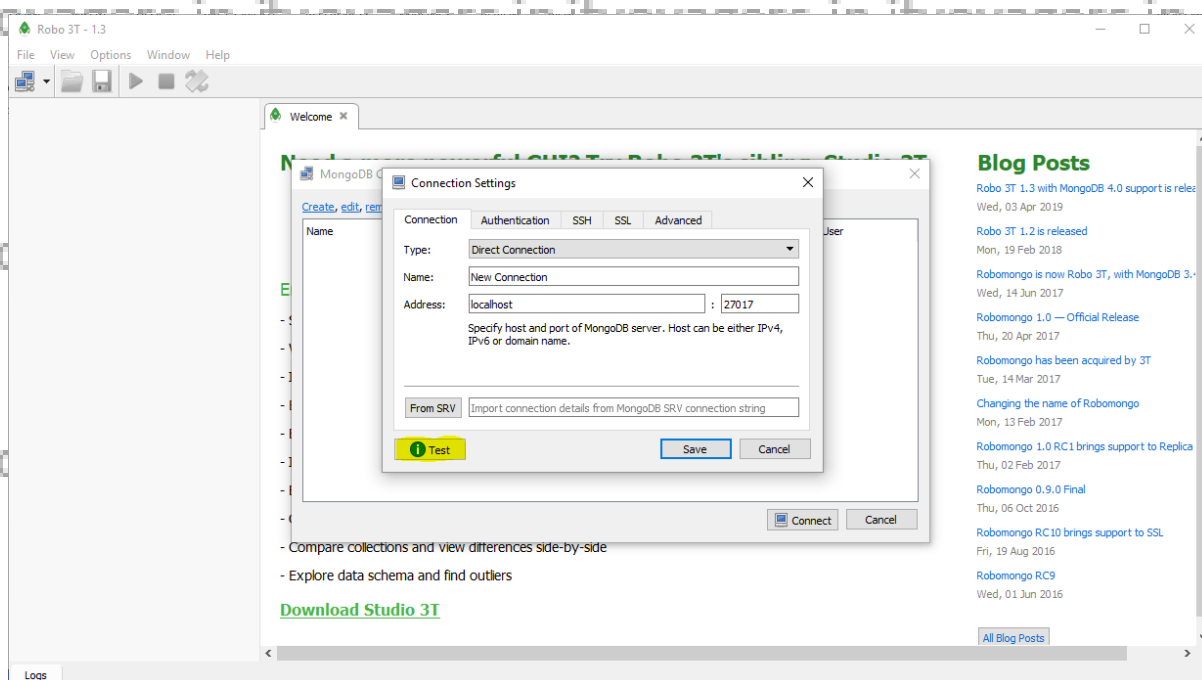 Robo 3T - 1.3
File View Options Window Help
Welcome
Blog Posts
Robo 3T 1.3 with MongoDB 4.0 support is relea
Wed, 03 Apr 2019
Robo 3T 1.2 is released
Mon, 19 Feb 2018
Robomongo is now Robo 3T, with MongoDB 3.
Wed, 14 Jun 2017
Robomongo 1.0 — Official Release
Thu, 20 Apr 2017
Robomongo has been acquired by 3T
Tue, 14 Mar 2017
Changing the name of Robomongo
Mon, 13 Feb 2017
Robomongo 1.0 RC1 brings support to Replica
Thu, 02 Feb 2017
Robomongo 0.9.0 Final
Thu, 06 Oct 2016
Robomongo RC10 brings support to SSL
Fri, 19 Aug 2016
Robomongo RC9
Wed, 01 Jun 2016
All Blog Posts
MongoDB C
Create, edit, rem
Name
User
Connection Settings
Connection Authentication SSH SSL Advanced
Type: Direct Connection
Name: New Connection
Address: localhost : 27017
Specify host and port of MongoDB server. Host can be either IPv4,
IPv6 or domain name.
From SRV Import connection details from MongoDB SRV connection string
Test Save Cancel
Connect Cancel
- Compare collections and view differences side-by-side
- Explore data schema and find outliers
Download Studio 3T
Logs